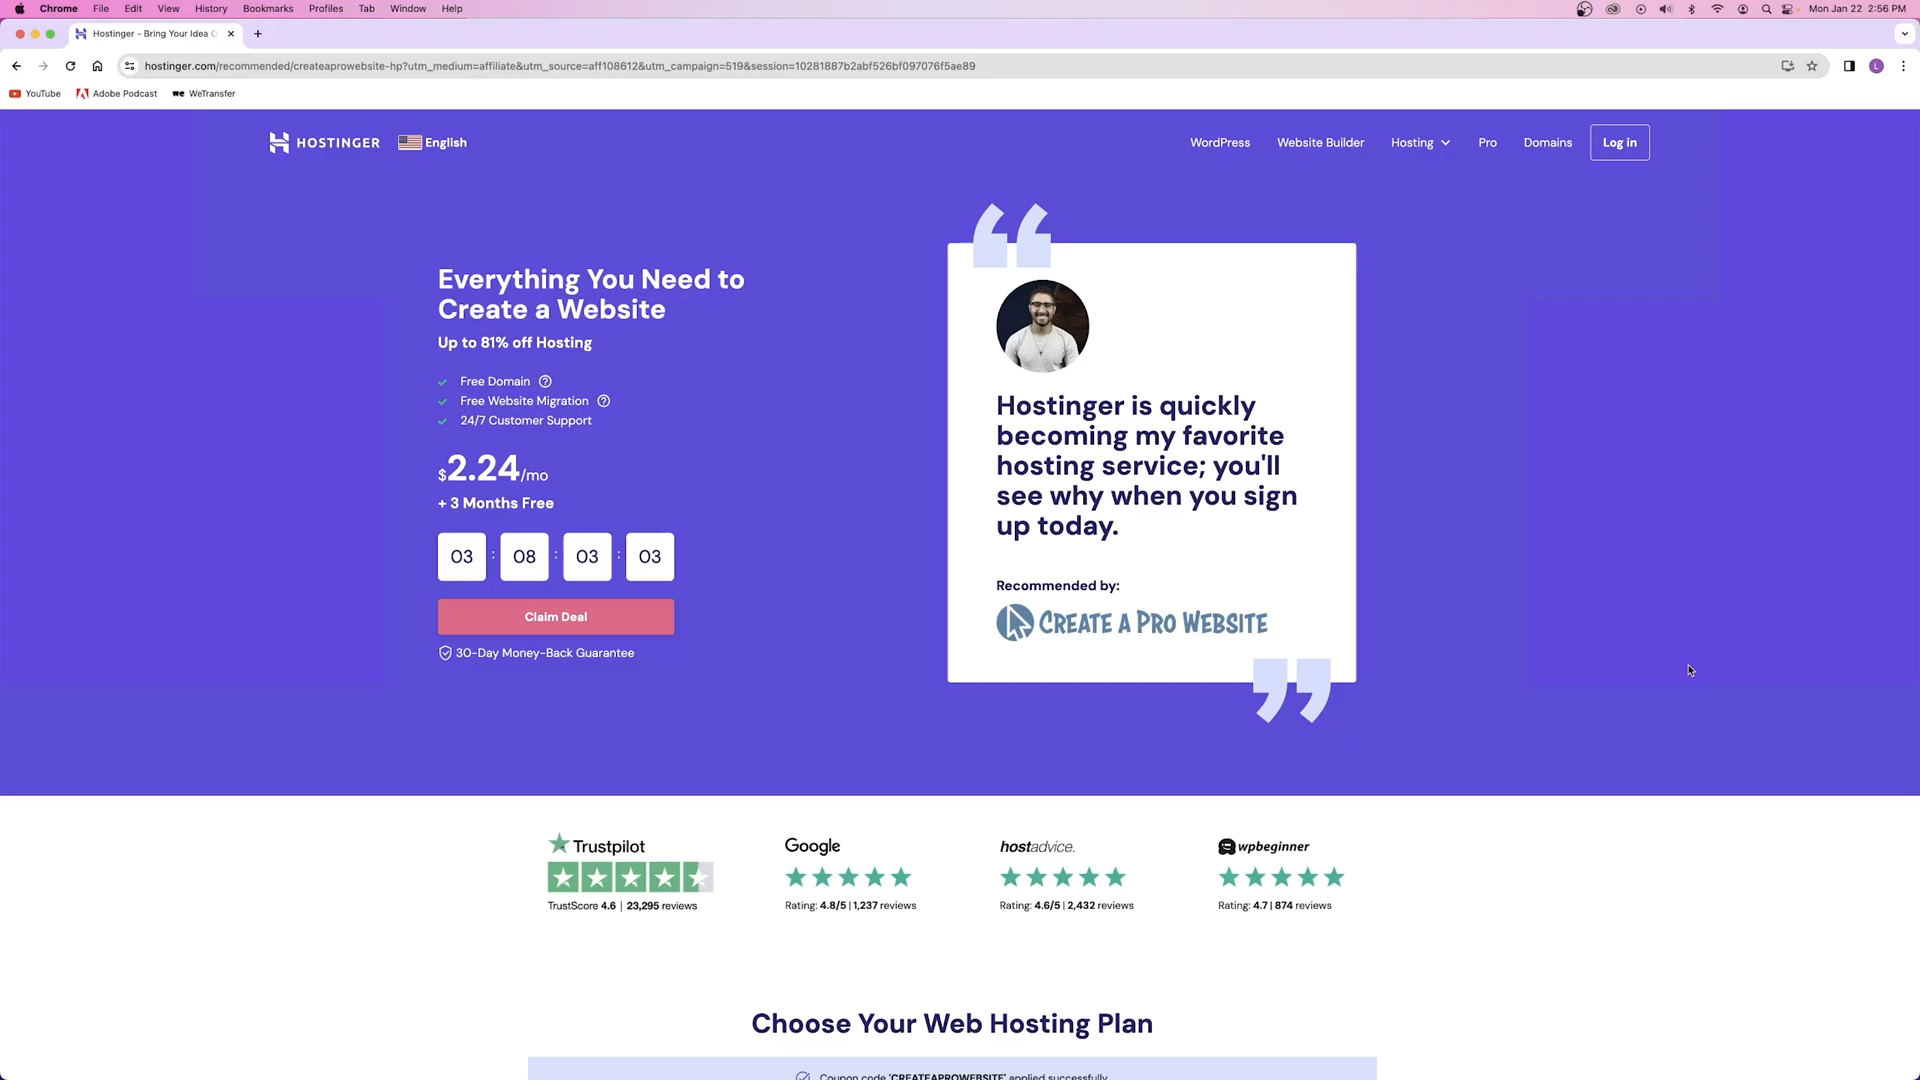 Chrome File Edit View History Bookmarks Profiles Tab Window Help
Mon Jan 22 2:56 PM
Hostinger - Bring Your Idea O
hostinger.com/recommended/createaprowebsite-hp?utm_medium=affiliate&utm_source=aff108612&utm_campaign=519&session=10281887b2abf526bf097076f5ae89
L
YouTube Adobe Podcast WeTransfer
HOSTINGER English
WordPress Website Builder Hosting Pro Domains Log in
Everything You Need to
Create a Website
Up to 81% off Hosting
Free Domain
Free Website Migration
24/7 Customer Support
$2.24/mo
+ 3 Months Free
03 : 08 : 03 : 03
Claim Deal
30-Day Money-Back Guarantee
Hostinger is quickly
becoming my favorite
hosting service; you'll
see why when you sign
up today.
Recommended by:
CREATE A PRO WEBSITE
Trustpilot
TrustScore 4.6 | 23,295 reviews
Google
Rating: 4.8/5 | 1,237 reviews
hostadvice.
Rating: 4.6/5 | 2,432 reviews
wpbeginner
Rating: 4.7 | 874 reviews
Choose Your Web Hosting Plan
Coupon code 'CREATEAPROWEBSITE' applied successfully